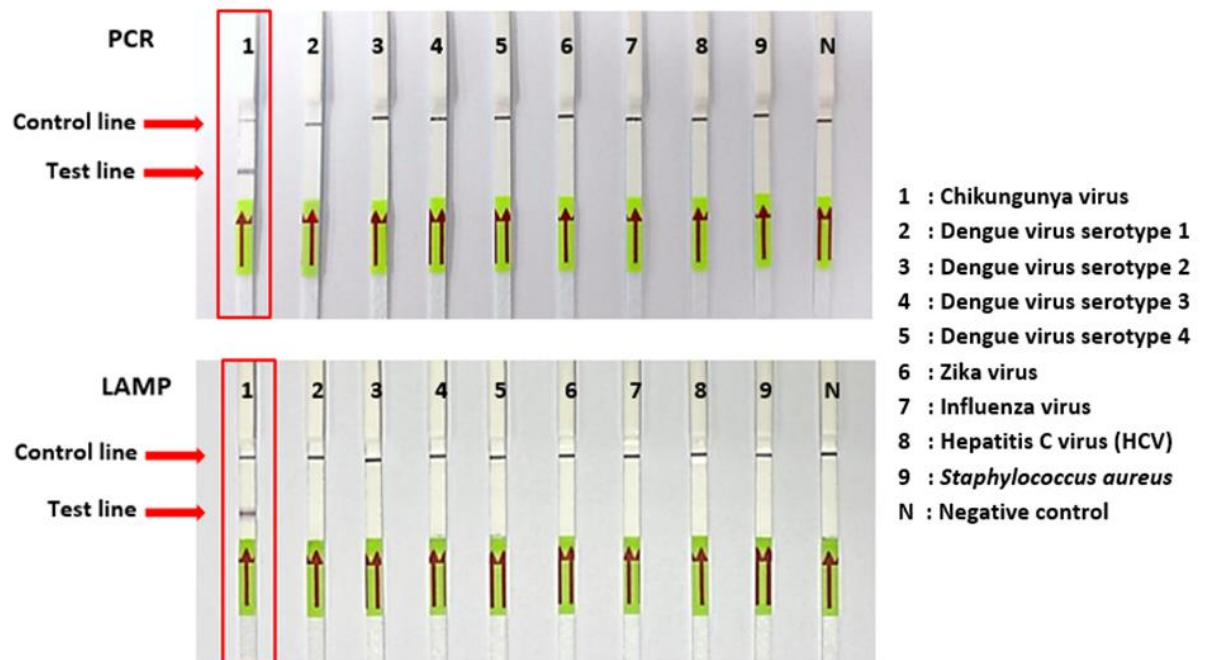 PCR
1 2 3 4 5 6 7 8 9 N
Control line
Test line
LAMP
1 2 3 4 5 6 7 8 9 N
Control line
Test line
1 : Chikungunya virus
2 : Dengue virus serotype 1
3 : Dengue virus serotype 2
4 : Dengue virus serotype 3
5 : Dengue virus serotype 4
6 : Zika virus
7 : Influenza virus
8 : Hepatitis C virus (HCV)
9 : Staphylococcus aureus
N : Negative control